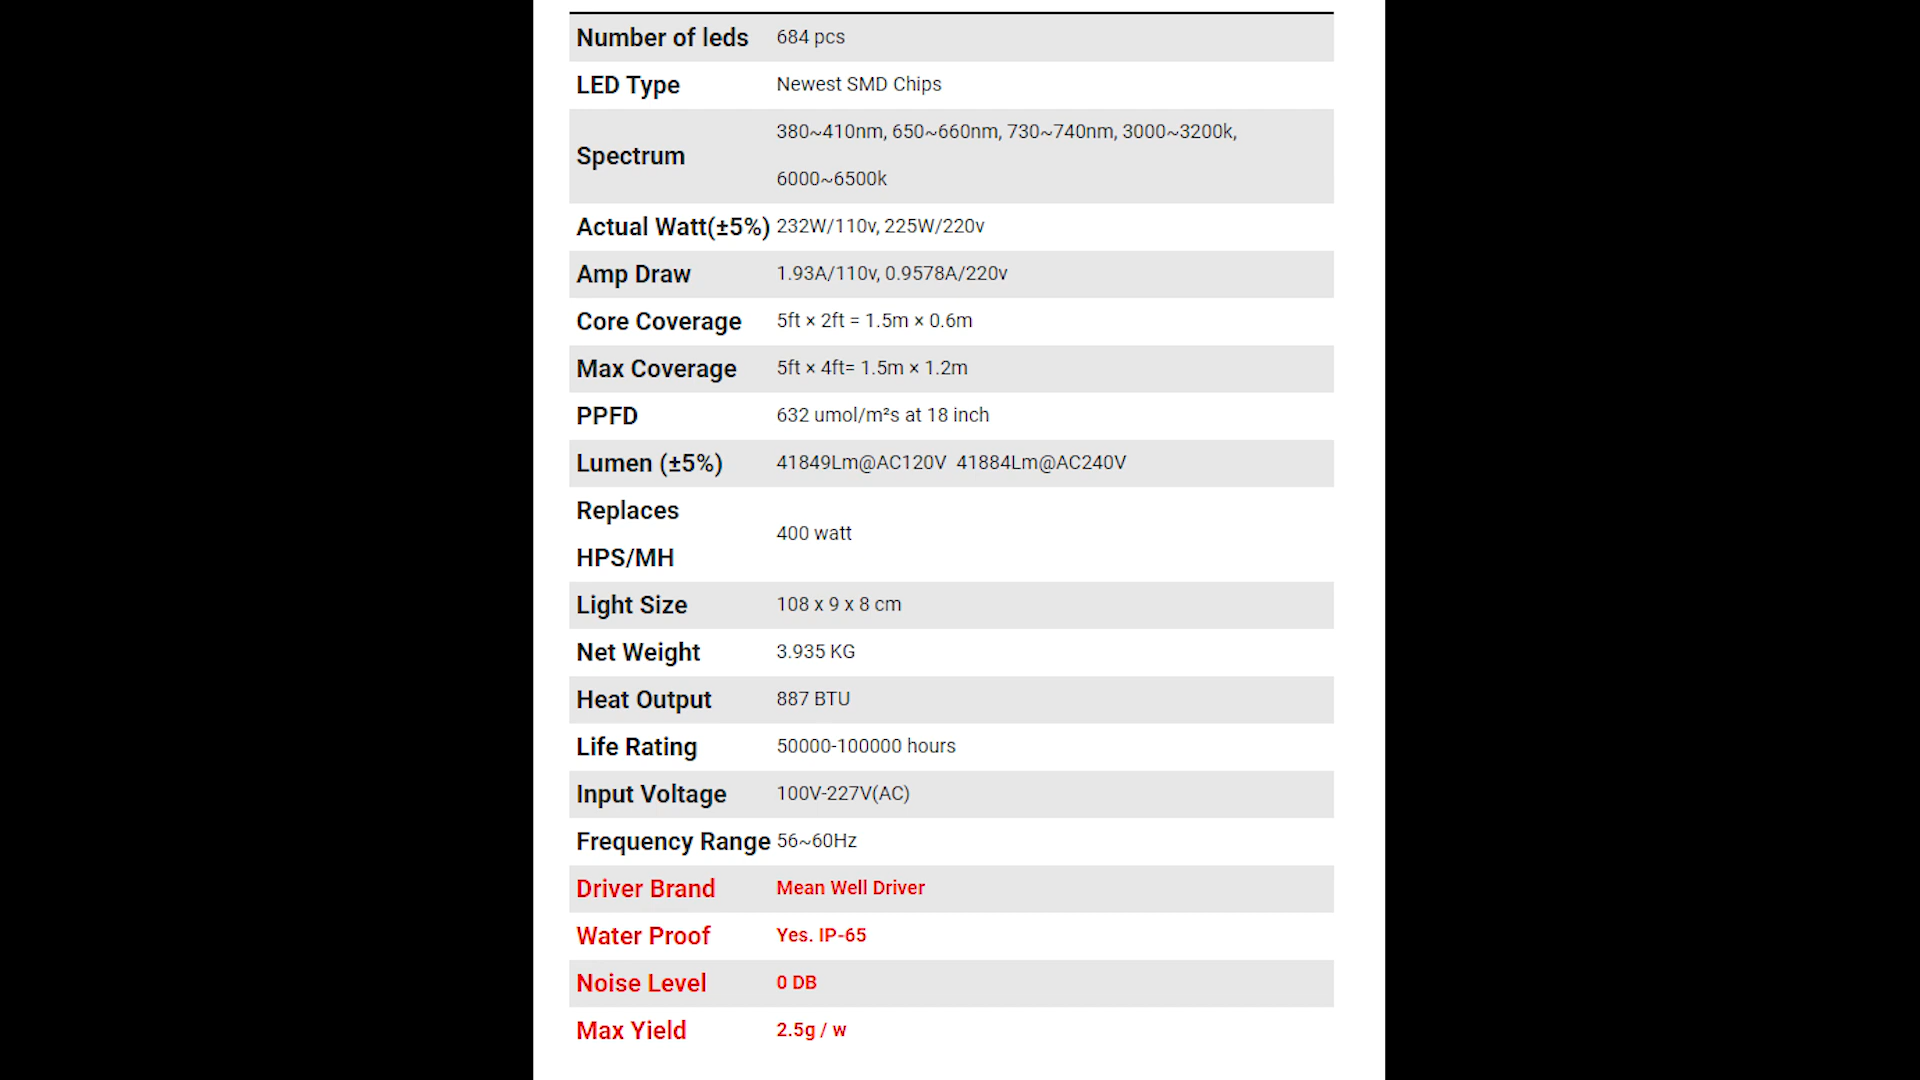 Number of leds 684 pcs
LED Type Newest SMD Chips
Spectrum 380~410nm, 650~660nm, 730~740nm, 3000~3200k,
6000~6500k
Actual Watt(±5%) 232W/110v, 225W/220v
Amp Draw 1.93A/110v, 0.9578A/220v
Core Coverage 5ft × 2ft = 1.5m × 0.6m
Max Coverage 5ft × 4ft= 1.5m × 1.2m
PPFD 632 umol/m²s at 18 inch
Lumen (±5%) 41849Lm@AC120V 41884Lm@AC240V
Replaces
HPS/MH 400 watt
Light Size 108 x 9 x 8 cm
Net Weight 3.935 KG
Heat Output 887 BTU
Life Rating 50000-100000 hours
Input Voltage 100V-227V(AC)
Frequency Range 56~60Hz
Driver Brand Mean Well Driver
Water Proof Yes. IP-65
Noise Level 0 DB
Max Yield 2.5g / w